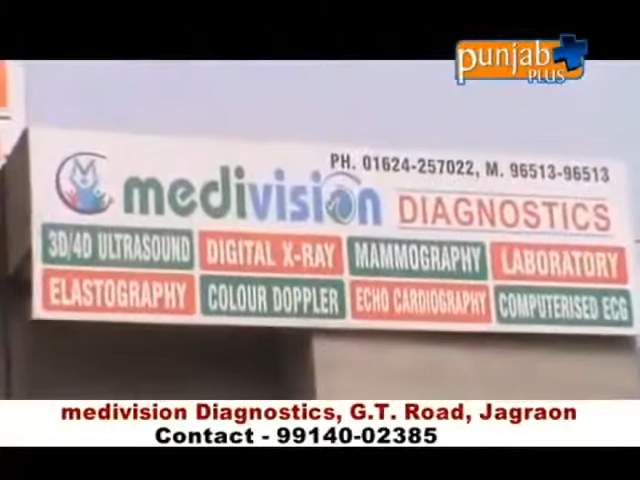 punjab
PLUS
PH. 01624-257022, M. 96513-96513
medivision DIAGNOSTICS
3D/4D ULTRASOUND DIGITAL X-RAY MAMMOGRAPHY LABORATORY
ELASTOGRAPHY COLOUR DOPPLER ECHO CARDIOGRAPHY COMPUTERISED ECG
medivision Diagnostics, G.T. Road, Jagraon
Contact - 99140-02385